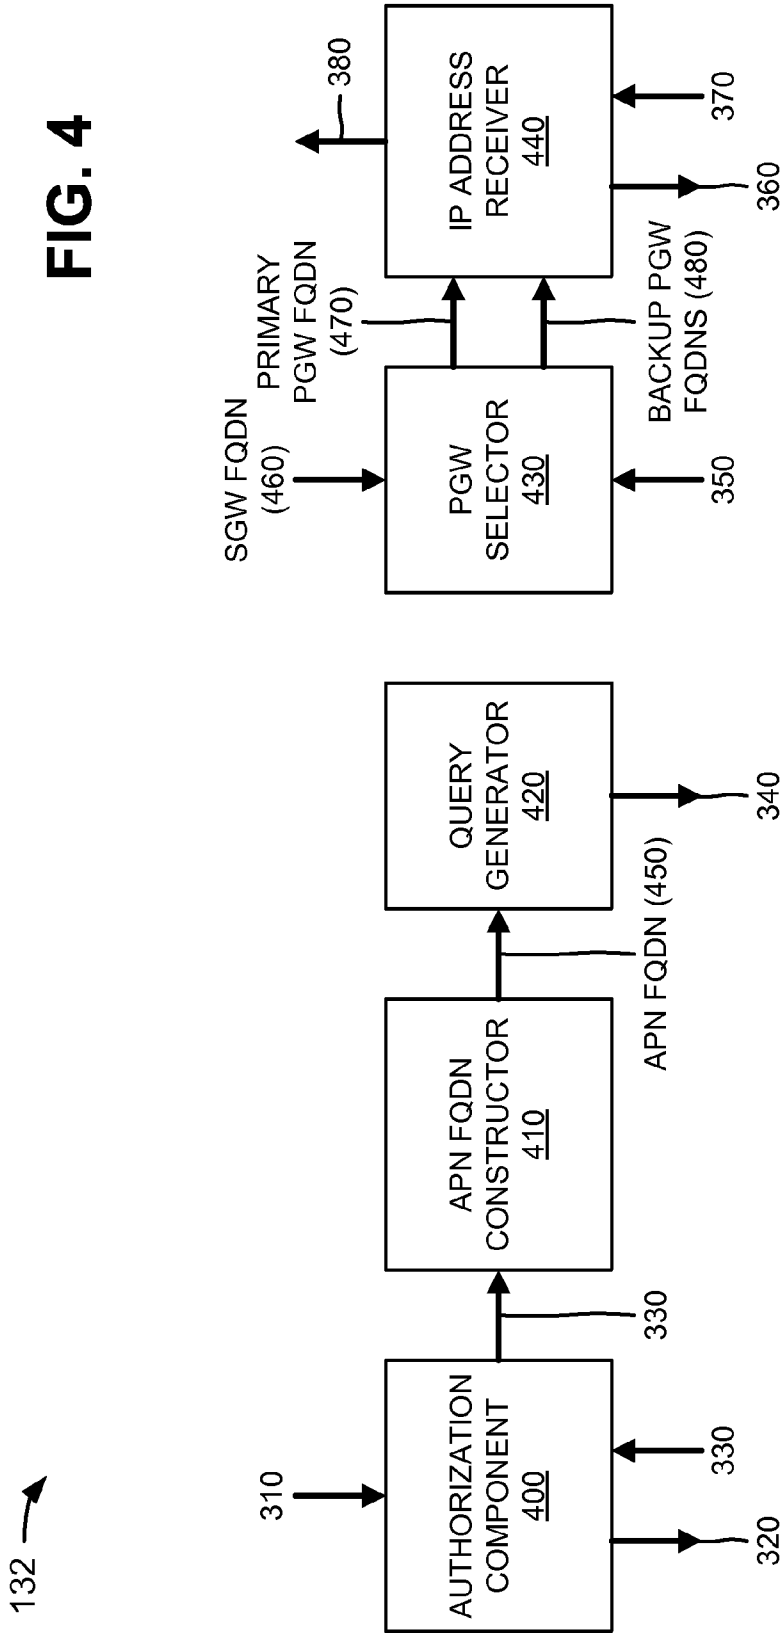 FIG. 4
132
310
AUTHORIZATION
COMPONENT
400
320
330
330
APN FQDN
CONSTRUCTOR
410
APN FQDN (450)
QUERY
GENERATOR
420
340
SGW FQDN
(460)
PGW
SELECTOR
430
350
PRIMARY
PGW FQDN
(470)
BACKUP PGW
FQDNS (480)
380
IP ADDRESS
RECEIVER
440
360
370